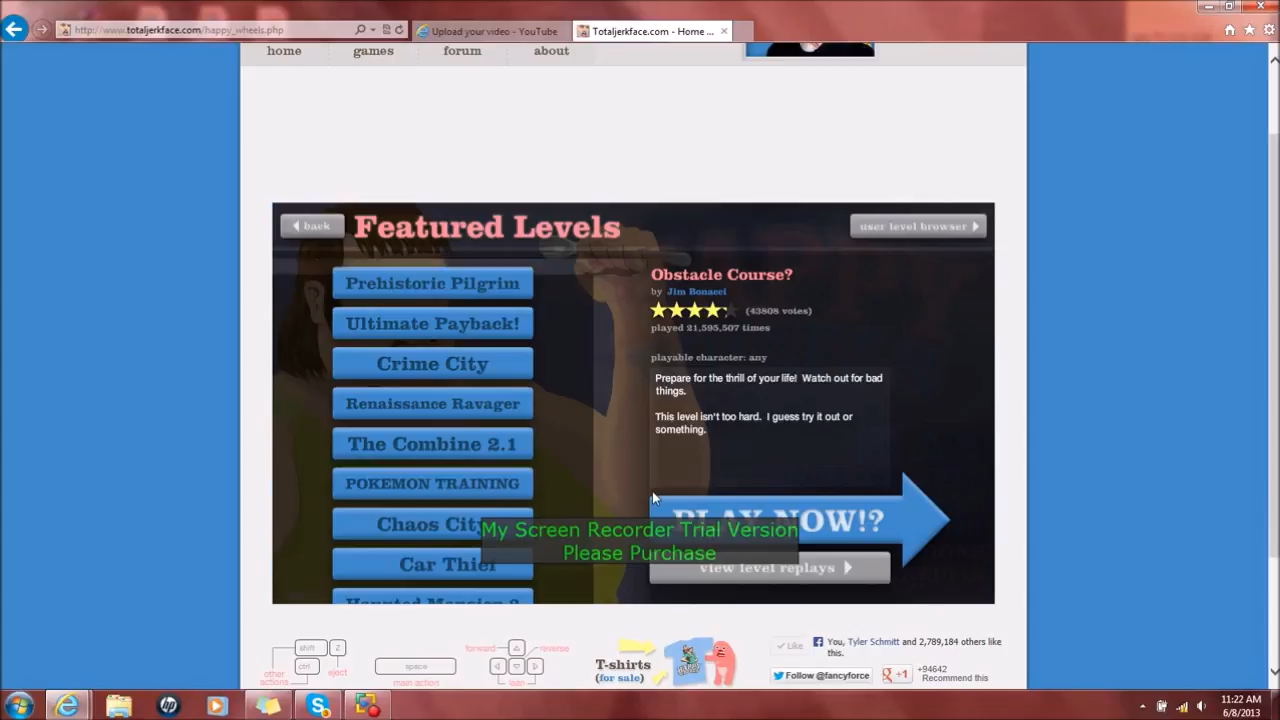 http://www.totaljerkface.com/happy_wheels.php
Upload your video - YouTube
Totaljerkface.com - Home ...
home games forum about
back
Featured Levels
user level browser
Prehistoric Pilgrim
Ultimate Payback!
Crime City
Renaissance Ravager
The Combine 2.1
POKEMON TRAINING
Chaos City
Car Thief
Haunted Mansion 2
Obstacle Course?
by Jim Bonacci
(43808 votes)
played 21,595,507 times
playable character: any
Prepare for the thrill of your life! Watch out for bad
things.
This level isn't too hard. I guess try it out or
something.
PLAY NOW!?
view level replays
My Screen Recorder Trial Version
Please Purchase
shift
Z
ctrl
eject
other
actions
space
main action
forward
reverse
lean
T-shirts
(for sale)
Like
You, Tyler Schmitt and 2,789,184 others like
this.
Follow @fancyforce
+1
+94642
Recommend this
11:22 AM
6/8/2013